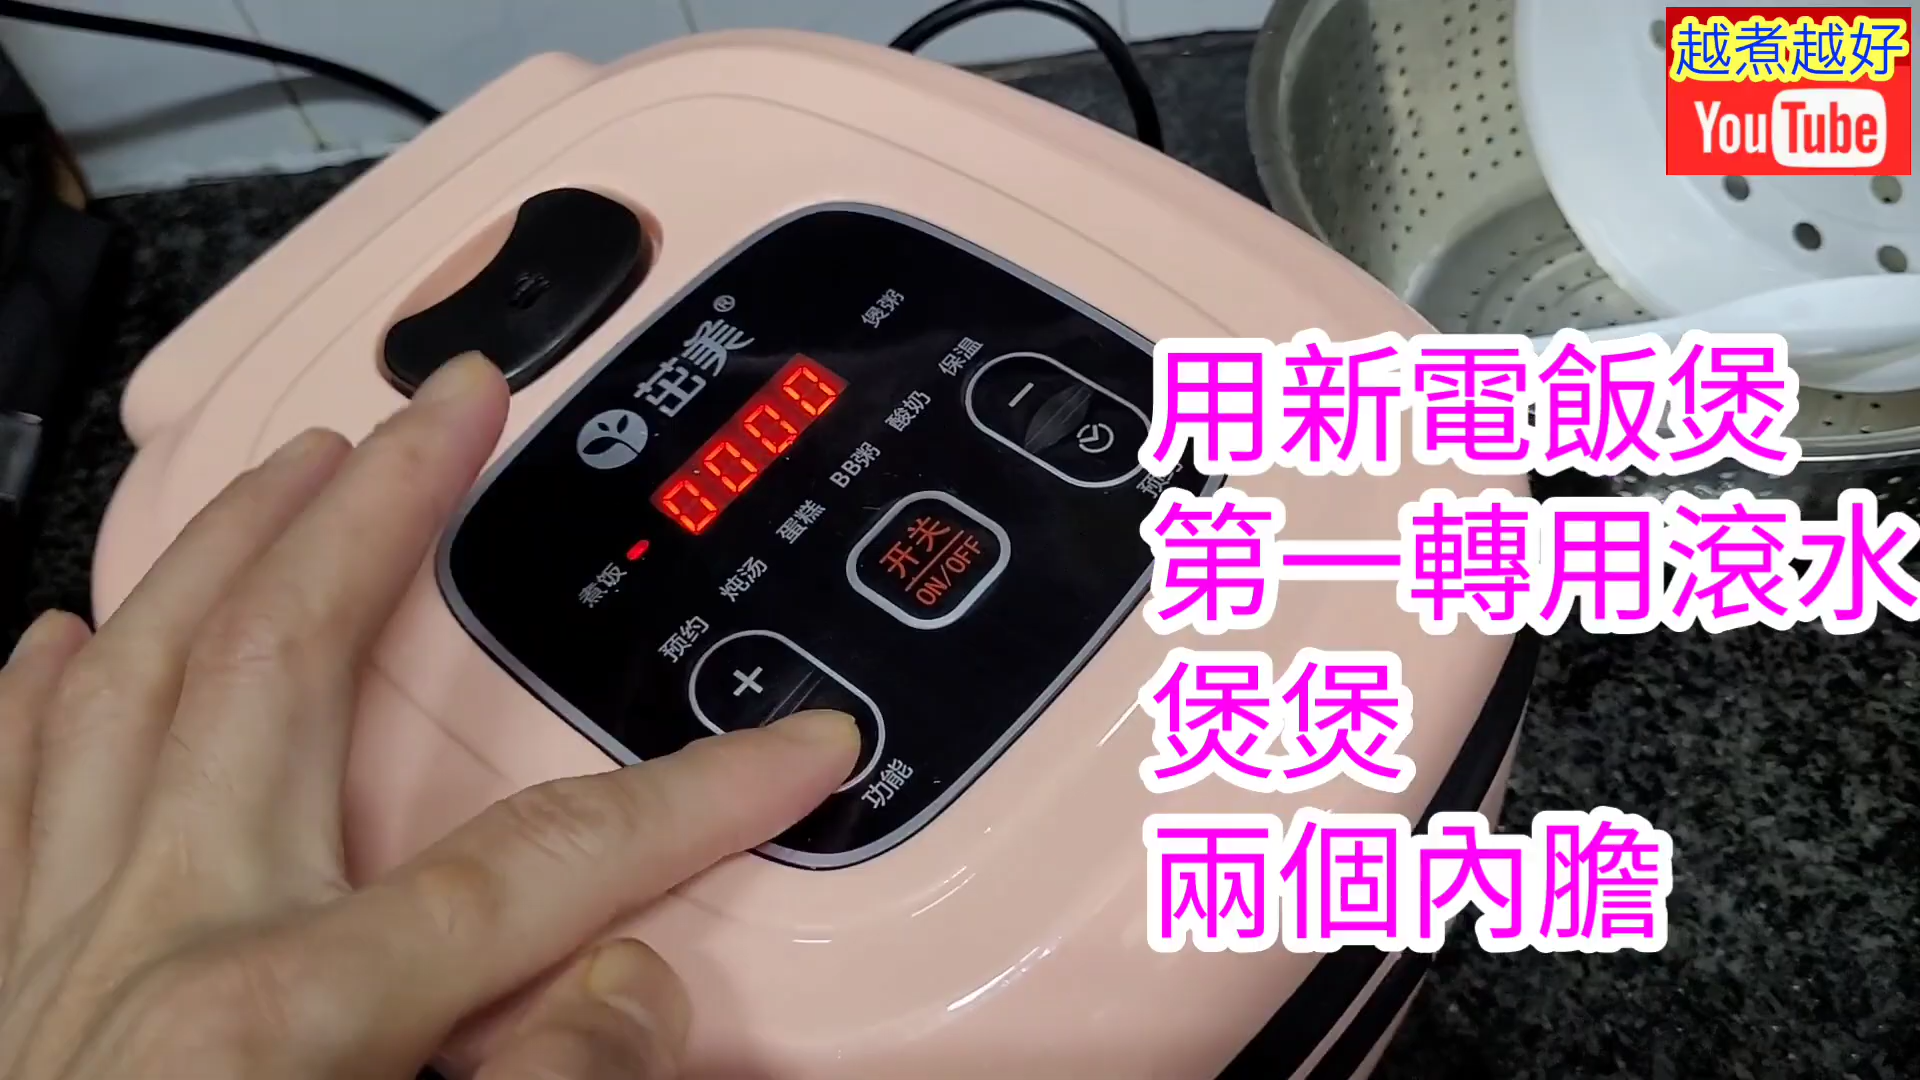 越煮越好
YouTube
茁美®
0000
煲粥
保温
酸奶
BB粥
蛋糕
炖汤
煮饭
预约
开关
ON/OFF
功能
用新電飯煲
第一轉用滾水
煲煲
兩個內膽